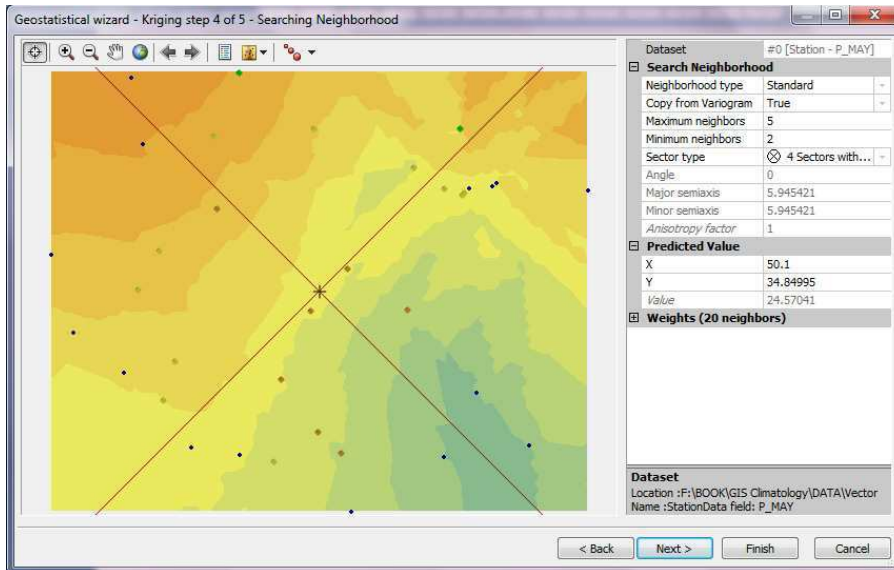 Geostatistical wizard - Kriging step 4 of 5 - Searching Neighborhood
Dataset #0 [Station - P_MAY]
Search Neighborhood
Neighborhood type Standard
Copy from Variogram True
Maximum neighbors 5
Minimum neighbors 2
Sector type 4 Sectors with...
Angle 0
Major semiaxis 5.945421
Minor semiaxis 5.945421
Anisotropy factor 1
Predicted Value
X 50.1
Y 34.84995
Value 24.57041
Weights (20 neighbors)
Dataset
Location :F:\BOOK\GIS Climatology\DATA\Vector
Name :StationData field: P_MAY
< Back Next > Finish Cancel